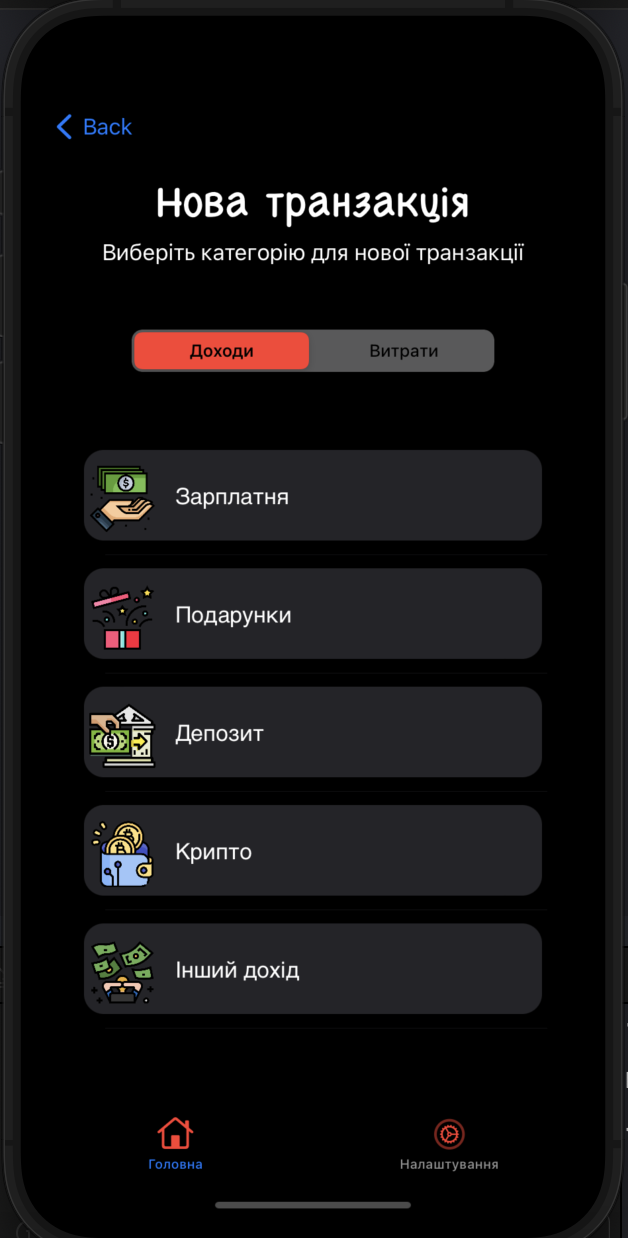 Back
Нова транзакція
Виберіть категорію для нової транзакції
Доходи
Витрати
Зарплатня
Подарунки
Депозит
Крипто
Інший дохід
Головна
Налаштування